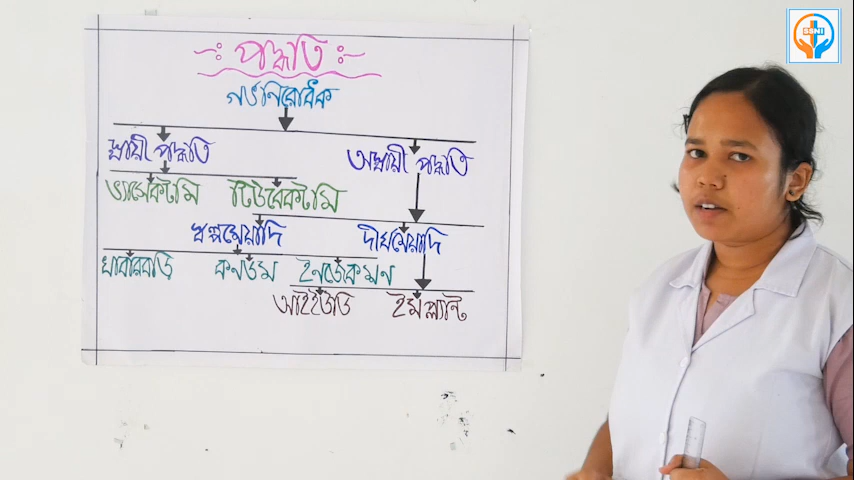 BSNI
-ঃ পদ্ধতি ঃ-
গর্ভনিরোধক
স্থায়ী পদ্ধতি অস্থায়ী পদ্ধতি
ভ্যাসেকটমি টিউবেকটমি
স্বল্পমেয়াদি দীর্ঘমেয়াদি
খাবারবড়ি কনডম ইনজেকশন
আইইউডি ইমপ্ল্যান্ট